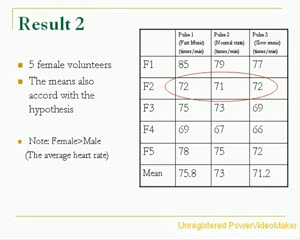 Result 2
5 female volunteers
The means also
accord with the
hypothesis
Note: Female>Male
(The average heart rate)
Pulse 1 Pulse 2 Pulse 3
(Fast Music) (Normal state) (Slow music)
(times/min) (times/min) (times/min)
F1 85 79 77
F2 72 71 72
F3 75 73 69
F4 69 67 66
F5 78 75 72
Mean 75.8 73 71.2
Unregistered PowerVideoMaker